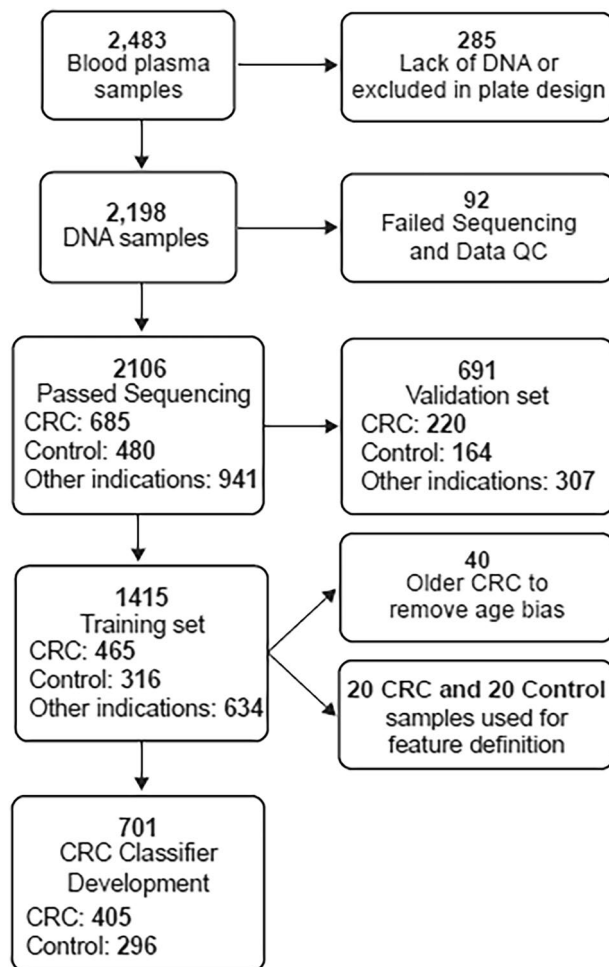 2,483
Blood plasma
samples
285
Lack of DNA or
excluded in plate design
2,198
DNA samples
92
Failed Sequencing
and Data QC
2106
Passed Sequencing
CRC: 685
Control: 480
Other indications: 941
691
Validation set
CRC: 220
Control: 164
Other indications: 307
1415
Training set
CRC: 465
Control: 316
Other indications: 634
40
Older CRC to
remove age bias
20 CRC and 20 Control
samples used for
feature definition
701
CRC Classifier
Development
CRC: 405
Control: 296